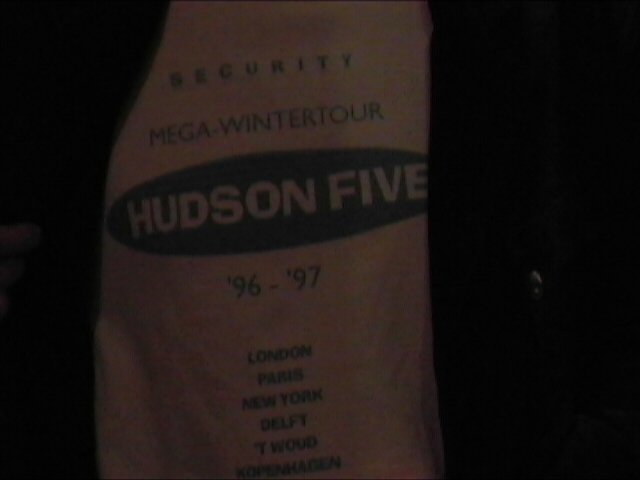 SECURITY
MEGA-WINTERTOUR
HUDSON FIVE
'96 - '97
LONDON
PARIS
NEW YORK
DELFT
'T WOUD
KOPENHAGEN